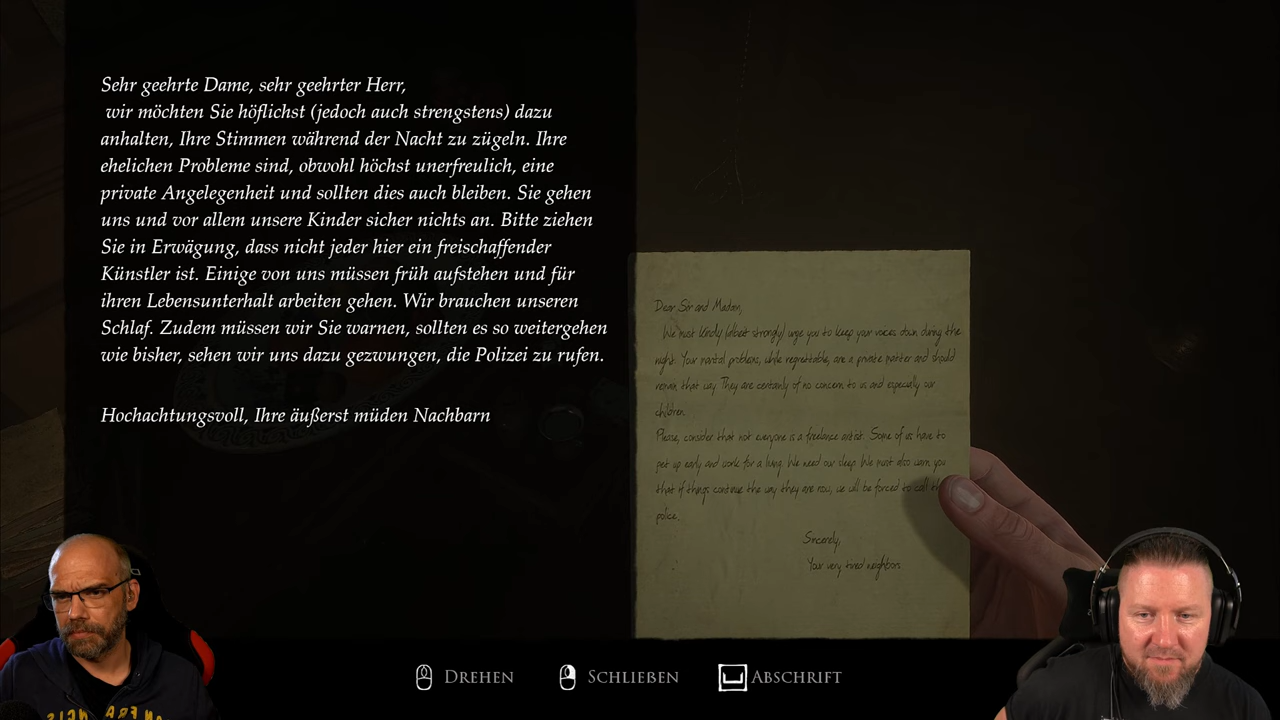 Sehr geehrte Dame, sehr geehrter Herr,
wir möchten Sie höflichst (jedoch auch strengstens) dazu
anhalten, Ihre Stimmen während der Nacht zu zügeln. Ihre
ehelichen Probleme sind, obwohl höchst unerfreulich, eine
private Angelegenheit und sollten dies auch bleiben. Sie gehen
uns und vor allem unsere Kinder sicher nichts an. Bitte ziehen
Sie in Erwägung, dass nicht jeder hier ein freischaffender
Künstler ist. Einige von uns müssen früh aufstehen und für
ihren Lebensunterhalt arbeiten gehen. Wir brauchen unseren
Schlaf. Zudem müssen wir Sie warnen, sollten es so weitergehen
wie bisher, sehen wir uns dazu gezwungen, die Polizei zu rufen.
Hochachtungsvoll, Ihre äußerst müden Nachbarn
Dear Sir and Madam,
We must kindly (albeit strongly) urge you to keep your voices down during the
night. Your marital problems, while regrettable, are a private matter and should
remain that way. They are certainly of no concern to us and especially our
children.
Please, consider that not everyone is a freelance artist. Some of us have to
get up early and work for a living. We need our sleep. We must also warn you
that if things continue the way they are now, we will be forced to call the
police.
Sincerely,
Your very tired neighbors
DREHEN
SCHLIEßEN
ABSCHRIFT